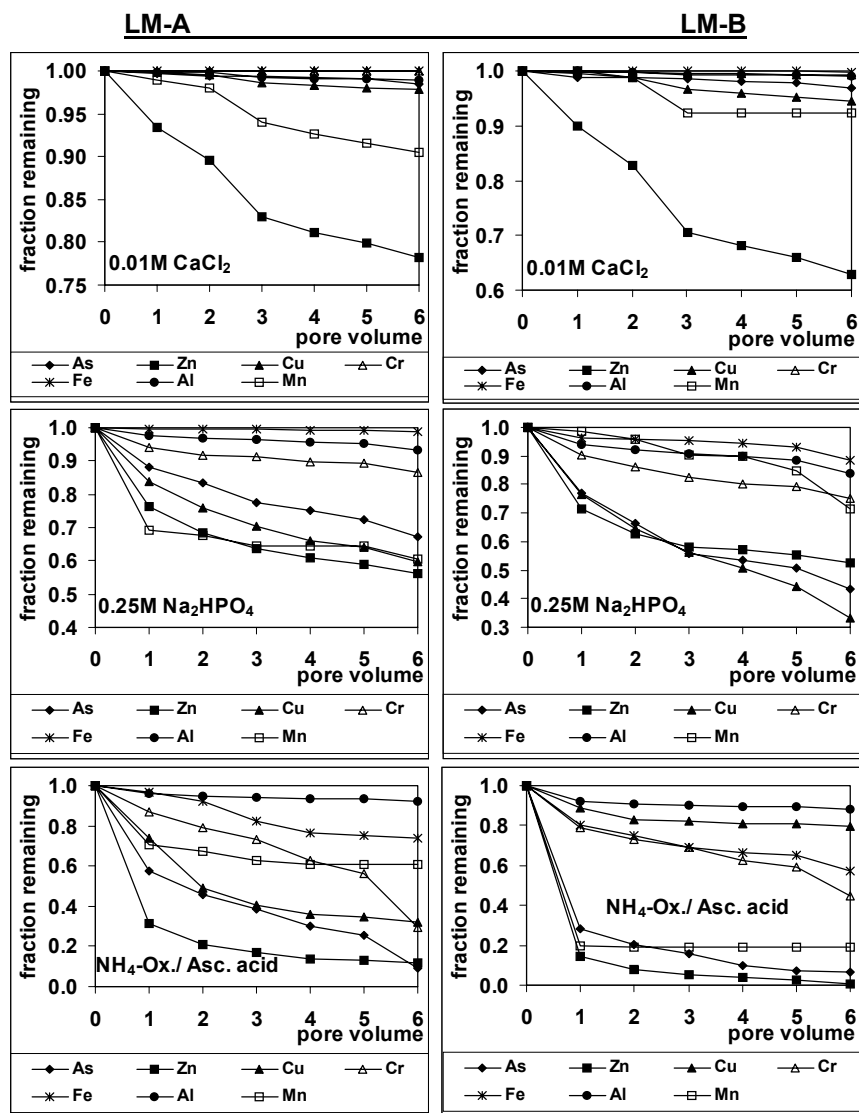 LM-A LM-B
fraction remaining
1.00
0.95
0.90
0.85
0.80
0.75
0.01M CaCl₂
0 1 2 3 4 5 6
pore volume
As Zn Cu Cr
Fe Al Mn
fraction remaining
1.0
0.9
0.8
0.7
0.6
0.01M CaCl₂
0 1 2 3 4 5 6
pore volume
As Zn Cu Cr
Fe Al Mn
fraction remaining
1.0
0.9
0.8
0.7
0.6
0.5
0.4
0.25M Na₂HPO₄
0 1 2 3 4 5 6
pore volume
As Zn Cu Cr
Fe Al Mn
fraction remaining
1.0
0.9
0.8
0.7
0.6
0.5
0.4
0.3
0.25M Na₂HPO₄
0 1 2 3 4 5 6
pore volume
As Zn Cu Cr
Fe Al Mn
fraction remaining
1.0
0.8
0.6
0.4
0.2
0.0
NH₄-Ox./ Asc. acid
0 1 2 3 4 5 6
pore volume
As Zn Cu Cr
Fe Al Mn
fraction remaining
1.0
0.8
0.6
0.4
0.2
0.0
NH₄-Ox./ Asc. acid
0 1 2 3 4 5 6
pore volume
As Zn Cu Cr
Fe Al Mn